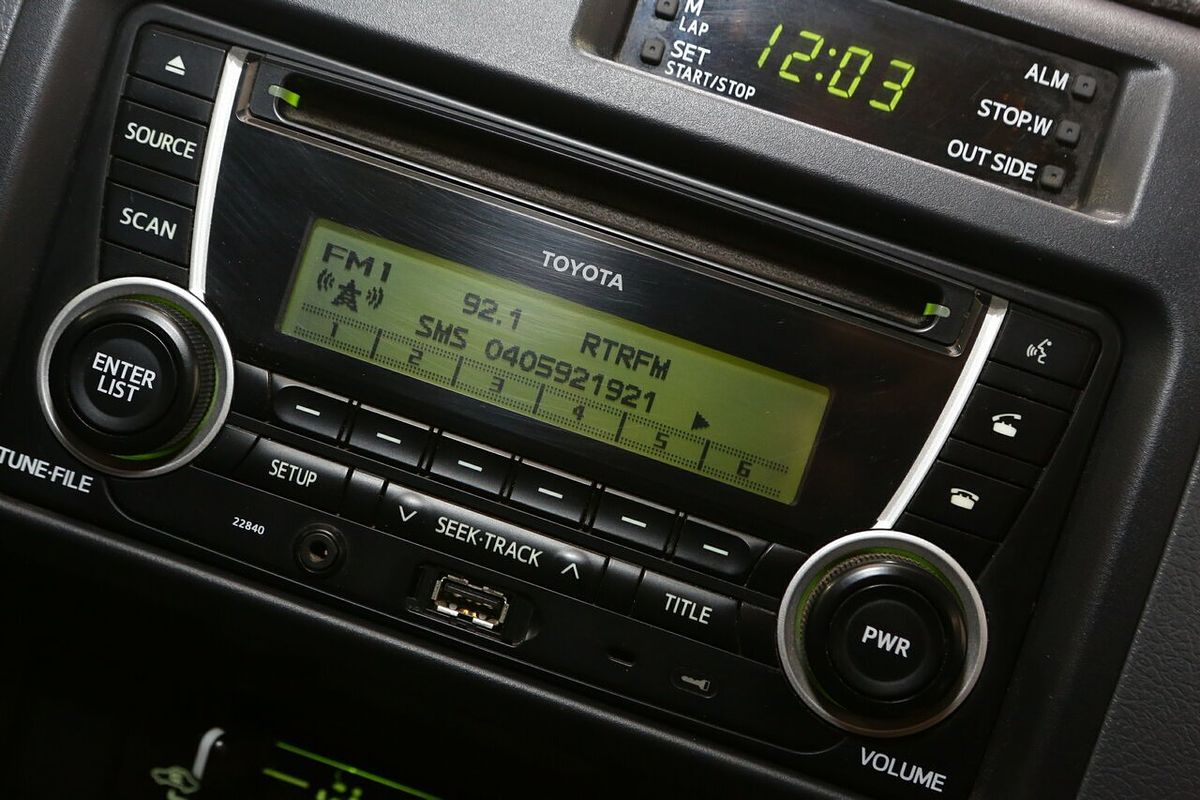 M
LAP
SET
START/STOP
12:03
ALM
STOP.W
OUT SIDE
SOURCE
SCAN
TOYOTA
FM1
92.1 RTRFM
SMS 0405921921
1 2 3 4 5 6
ENTER
LIST
TUNE·FILE
SETUP
SEEK·TRACK
TITLE
22840
PWR
VOLUME